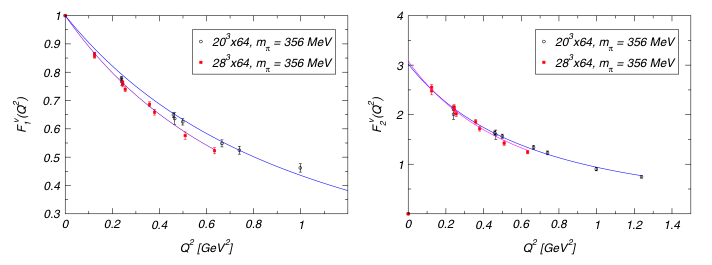 1
0.9
0.8
0.7
0.6
0.5
0.4
0.3
F₁ᵛ(Q²)
20³x64, mπ = 356 MeV
28³x64, mπ = 356 MeV
0 0.2 0.4 0.6 0.8 1
Q² [GeV²]
4
3
2
1
F₂ᵛ(Q²)
20³x64, mπ = 356 MeV
28³x64, mπ = 356 MeV
0 0.2 0.4 0.6 0.8 1 1.2 1.4
Q² [GeV²]